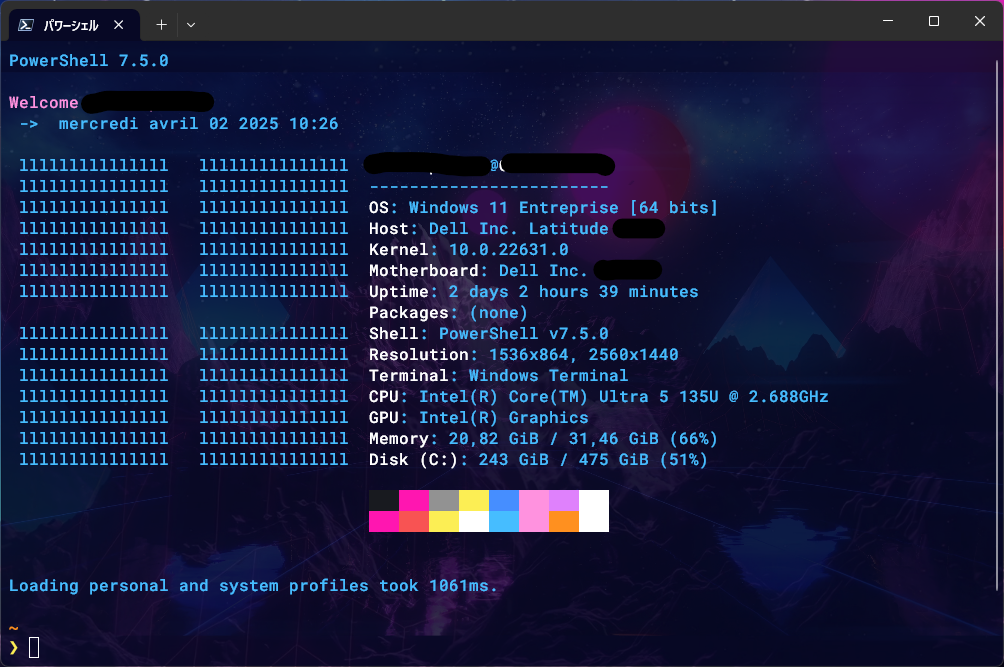 パワーシェル
PowerShell 7.5.0
Welcome
-> mercredi avril 02 2025 10:26
lllllllllllllll   lllllllllllllll   @
lllllllllllllll   lllllllllllllll   ------------------------
lllllllllllllll   lllllllllllllll   OS: Windows 11 Entreprise [64 bits]
lllllllllllllll   lllllllllllllll   Host: Dell Inc. Latitude
lllllllllllllll   lllllllllllllll   Kernel: 10.0.22631.0
lllllllllllllll   lllllllllllllll   Motherboard: Dell Inc.
lllllllllllllll   lllllllllllllll   Uptime: 2 days 2 hours 39 minutes
Packages: (none)
lllllllllllllll   lllllllllllllll   Shell: PowerShell v7.5.0
lllllllllllllll   lllllllllllllll   Resolution: 1536x864, 2560x1440
lllllllllllllll   lllllllllllllll   Terminal: Windows Terminal
lllllllllllllll   lllllllllllllll   CPU: Intel(R) Core(TM) Ultra 5 135U @ 2.688GHz
lllllllllllllll   lllllllllllllll   GPU: Intel(R) Graphics
lllllllllllllll   lllllllllllllll   Memory: 20,82 GiB / 31,46 GiB (66%)
lllllllllllllll   lllllllllllllll   Disk (C:): 243 GiB / 475 GiB (51%)
Loading personal and system profiles took 1061ms.
~
❯